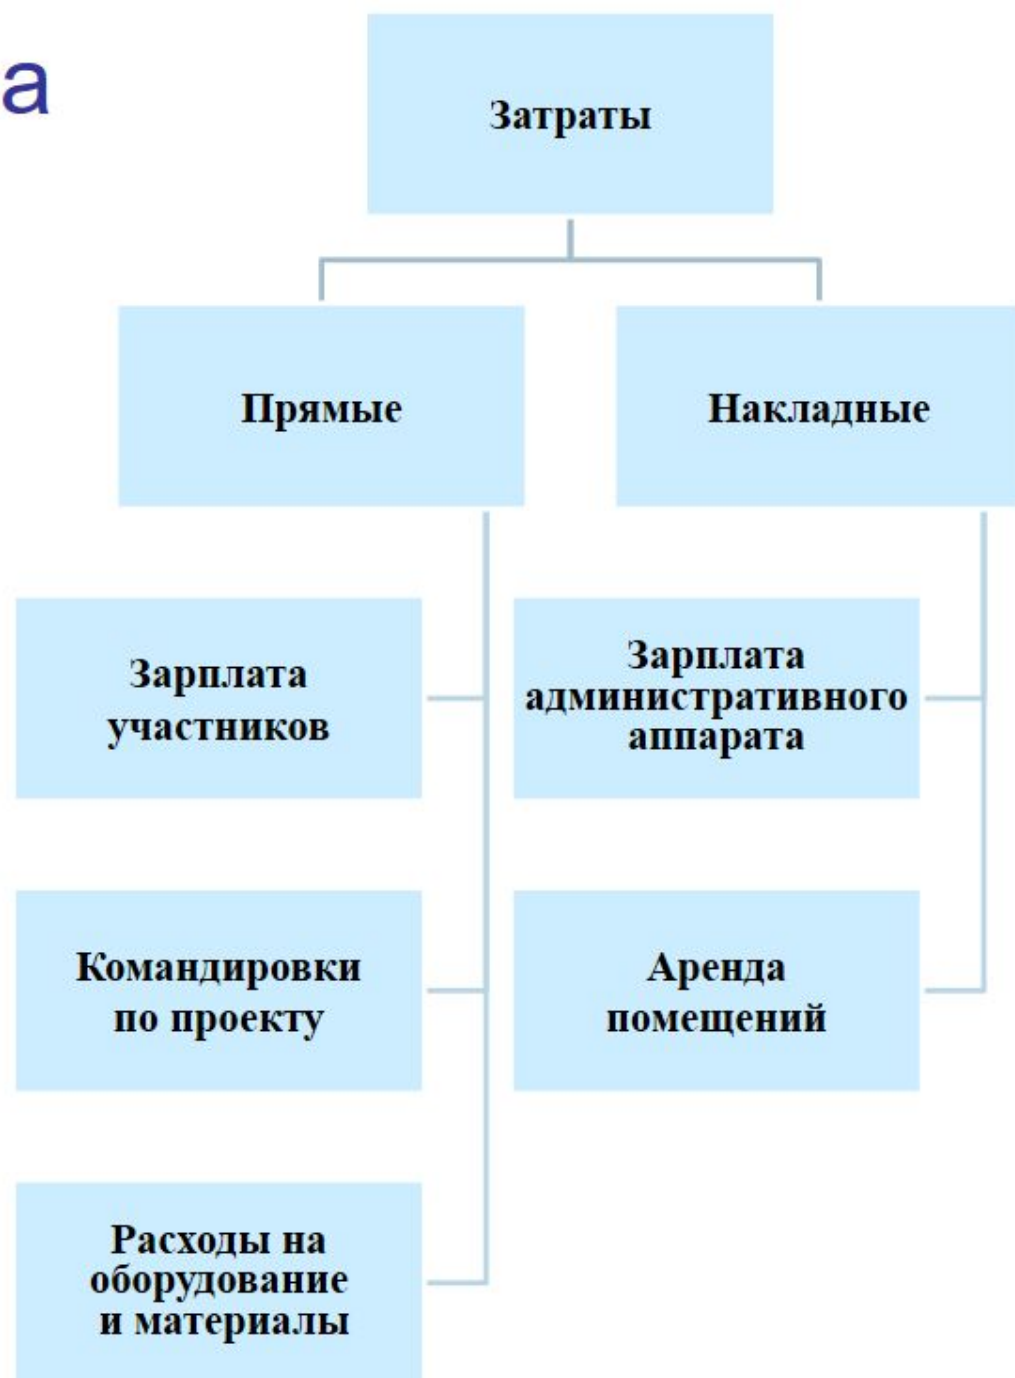 а
Затраты
Прямые
Накладные
Зарплата
участников
Зарплата
административного
аппарата
Командировки
по проекту
Аренда
помещений
Расходы на
оборудование
и материалы